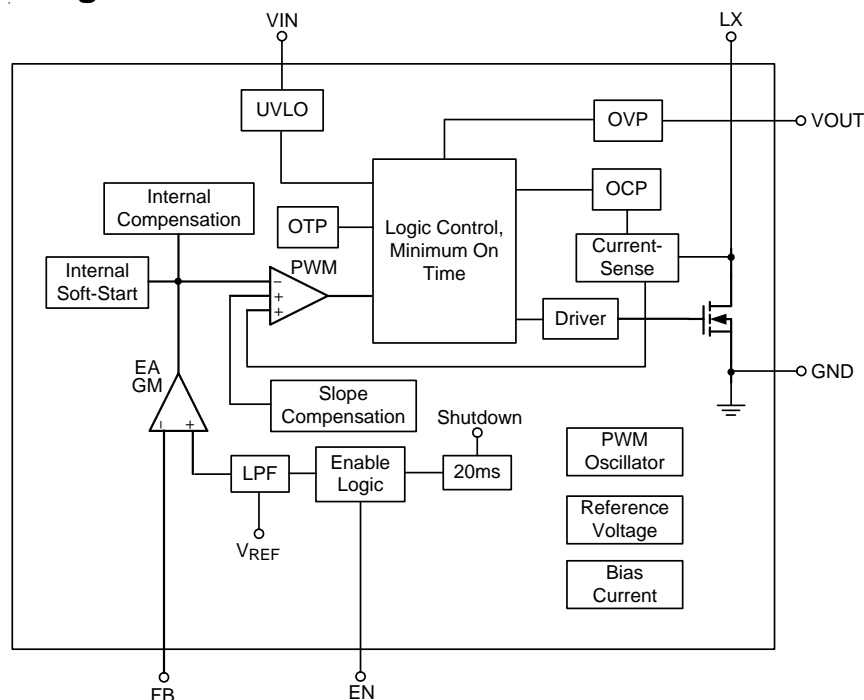 VIN
LX
UVLO
OVP
VOUT
Internal
Compensation
OTP
Logic Control,
Minimum On
Time
OCP
Internal
Soft-Start
PWM
Current-
Sense
−
+
+
Driver
EA
GM
GND
Slope
Compensation
Shutdown
− +
PWM
Oscillator
LPF
Enable
Logic
20ms
Reference
Voltage
VREF
Bias
Current
FB
EN